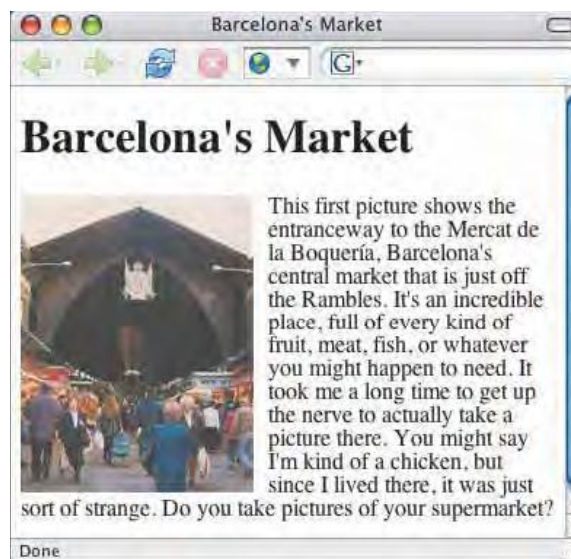 Barcelona's Market
G
Barcelona's Market
This first picture shows the
entranceway to the Mercat de
la Boquería, Barcelona's
central market that is just off
the Rambles. It's an incredible
place, full of every kind of
fruit, meat, fish, or whatever
you might happen to need. It
took me a long time to get up
the nerve to actually take a
picture there. You might say
I'm kind of a chicken, but
since I lived there, it was just
sort of strange. Do you take pictures of your supermarket?
Done